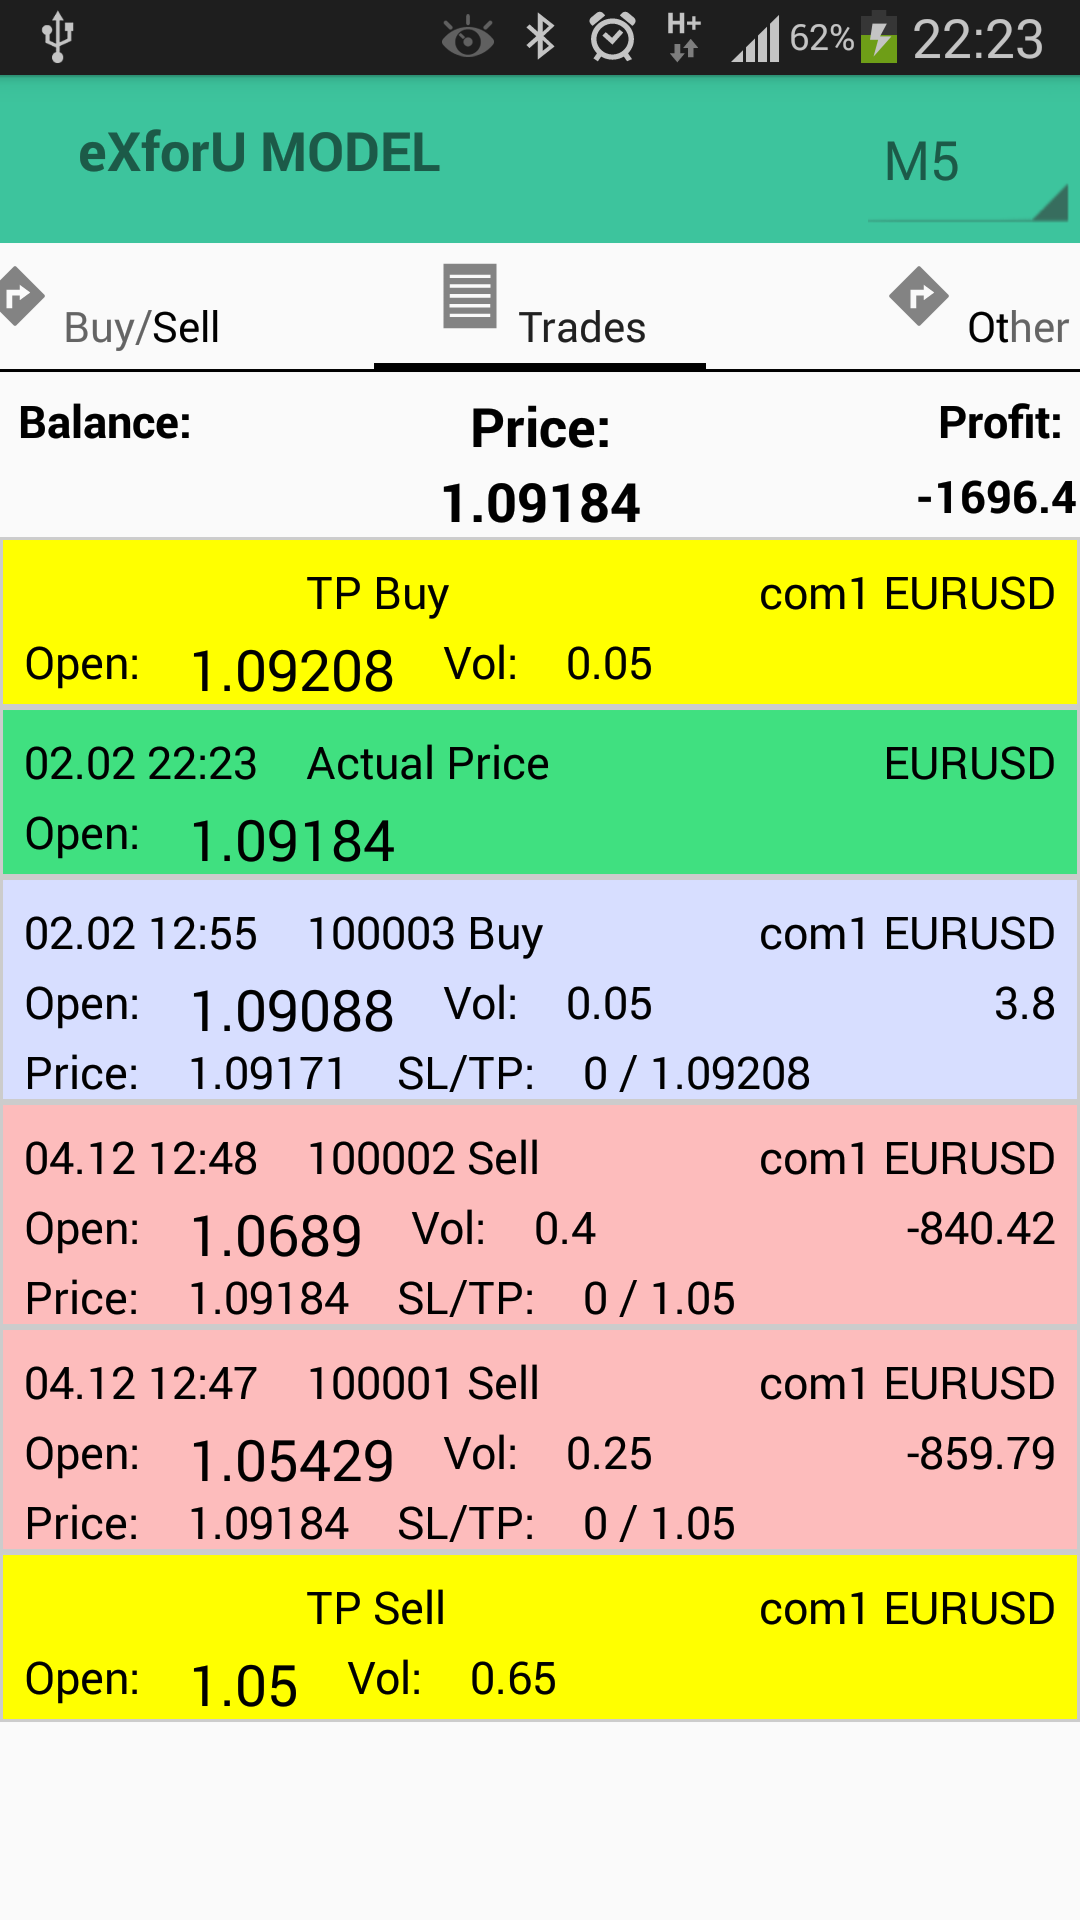 H+ 62% 22:23
eXforU MODEL M5
Buy/Sell Trades Other
Balance: Price: Profit:
1.09184 -1696.4
TP Buy com1 EURUSD
Open: 1.09208 Vol: 0.05
02.02 22:23 Actual Price EURUSD
Open: 1.09184
02.02 12:55 100003 Buy com1 EURUSD
Open: 1.09088 Vol: 0.05 3.8
Price: 1.09171 SL/TP: 0 / 1.09208
04.12 12:48 100002 Sell com1 EURUSD
Open: 1.0689 Vol: 0.4 -840.42
Price: 1.09184 SL/TP: 0 / 1.05
04.12 12:47 100001 Sell com1 EURUSD
Open: 1.05429 Vol: 0.25 -859.79
Price: 1.09184 SL/TP: 0 / 1.05
TP Sell com1 EURUSD
Open: 1.05 Vol: 0.65